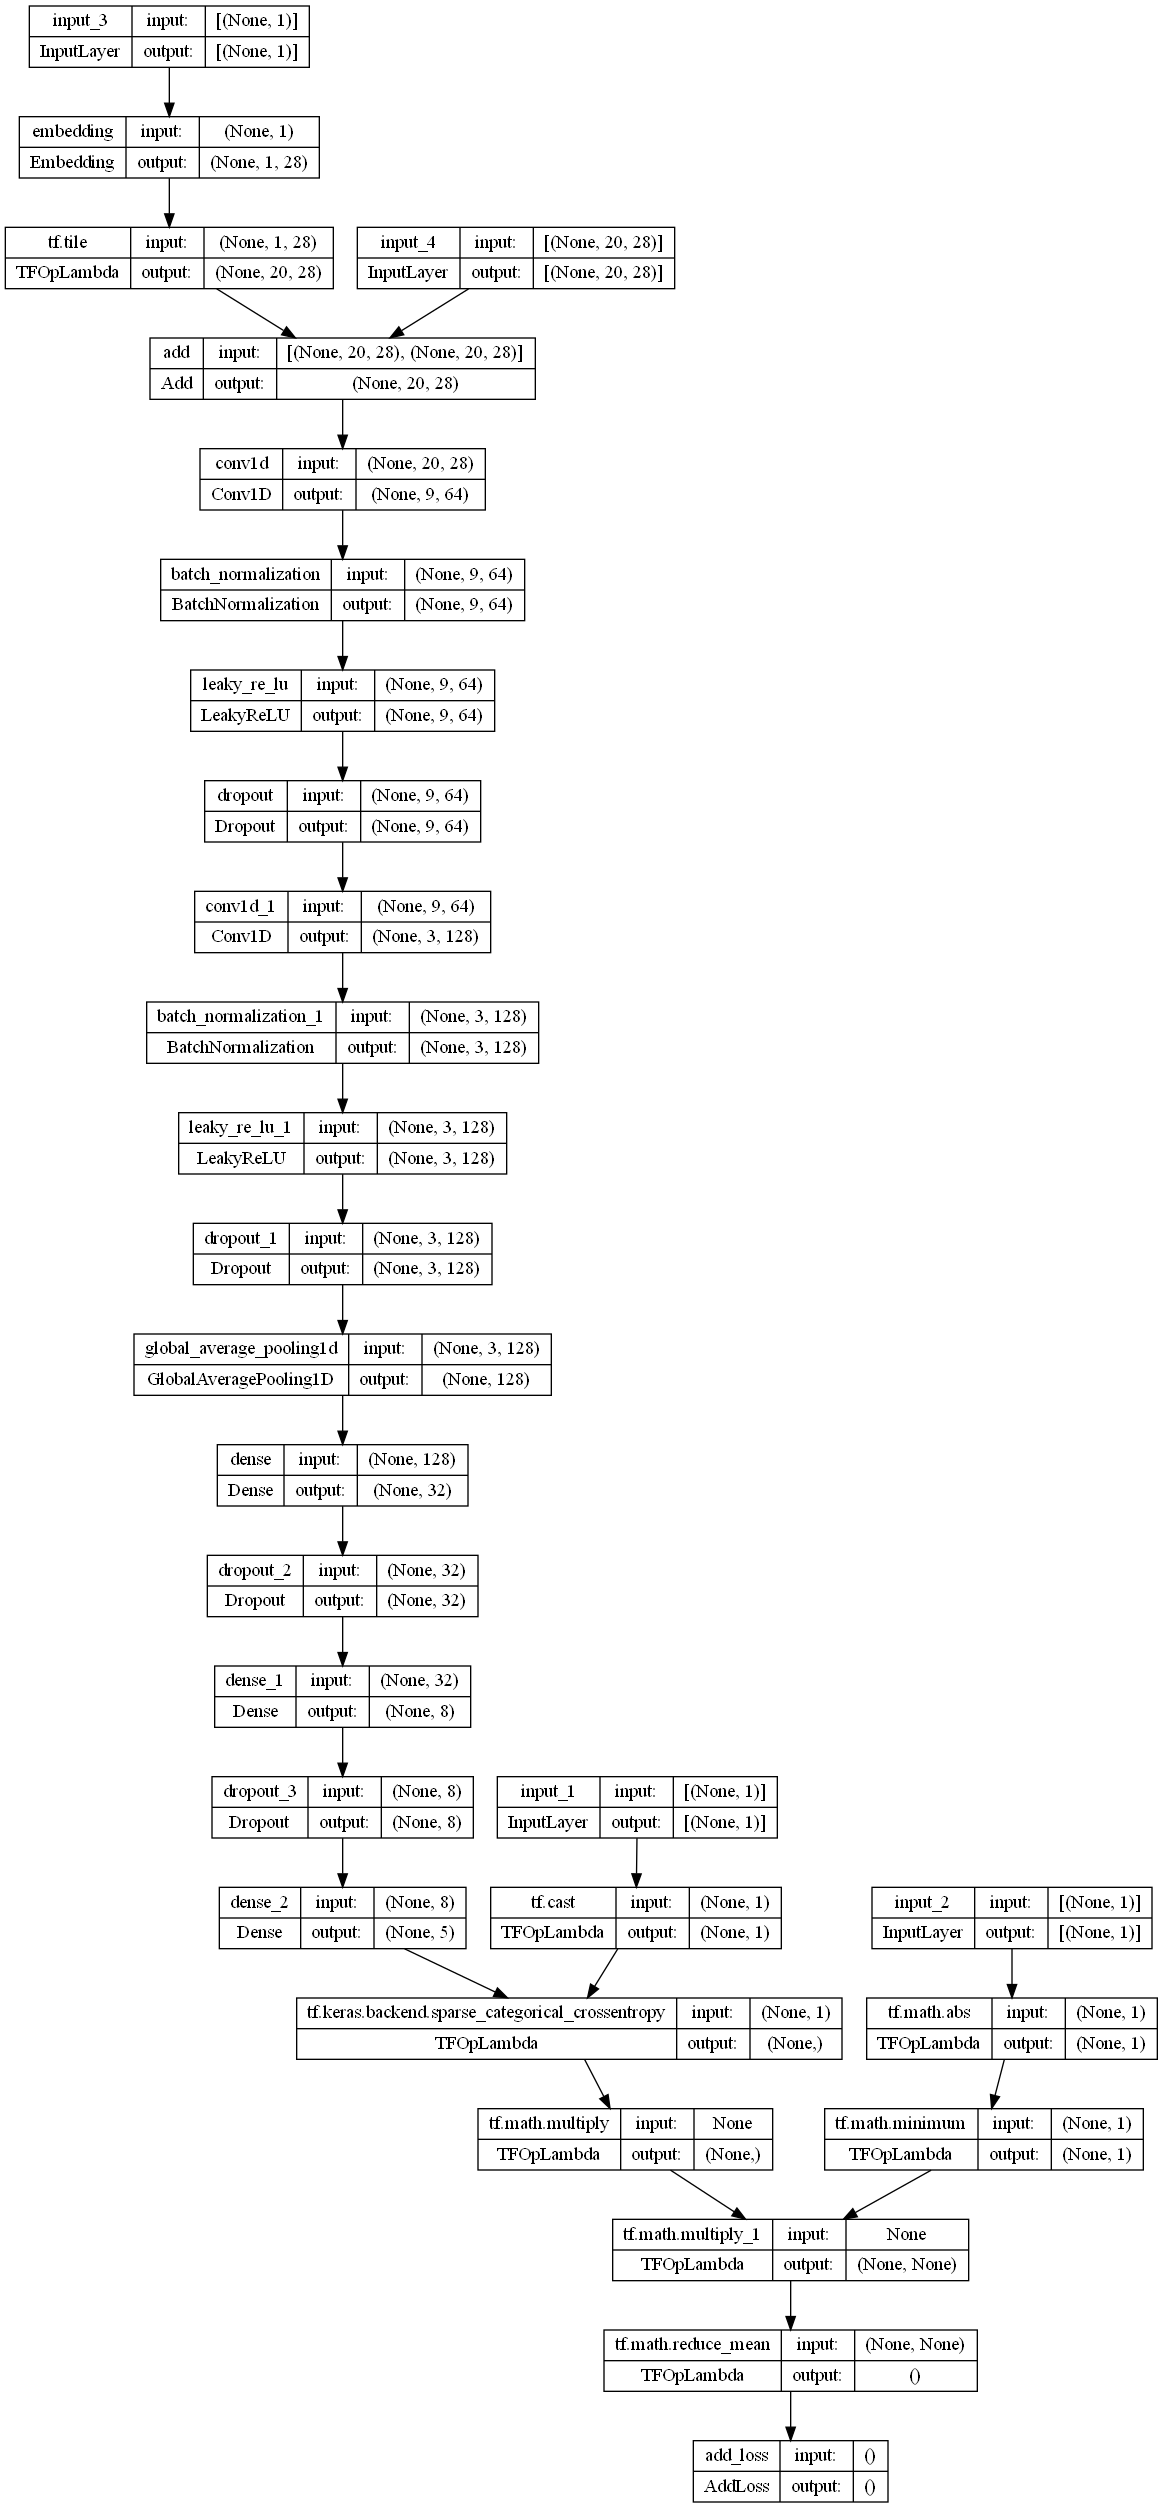 input_3 input: [(None, 1)]
InputLayer output: [(None, 1)]
embedding input: (None, 1)
Embedding output: (None, 1, 28)
tf.tile input: (None, 1, 28)
TFOpLambda output: (None, 20, 28)
input_4 input: [(None, 20, 28)]
InputLayer output: [(None, 20, 28)]
add input: [(None, 20, 28), (None, 20, 28)]
Add output: (None, 20, 28)
conv1d input: (None, 20, 28)
Conv1D output: (None, 9, 64)
batch_normalization input: (None, 9, 64)
BatchNormalization output: (None, 9, 64)
leaky_re_lu input: (None, 9, 64)
LeakyReLU output: (None, 9, 64)
dropout input: (None, 9, 64)
Dropout output: (None, 9, 64)
conv1d_1 input: (None, 9, 64)
Conv1D output: (None, 3, 128)
batch_normalization_1 input: (None, 3, 128)
BatchNormalization output: (None, 3, 128)
leaky_re_lu_1 input: (None, 3, 128)
LeakyReLU output: (None, 3, 128)
dropout_1 input: (None, 3, 128)
Dropout output: (None, 3, 128)
global_average_pooling1d input: (None, 3, 128)
GlobalAveragePooling1D output: (None, 128)
dense input: (None, 128)
Dense output: (None, 32)
dropout_2 input: (None, 32)
Dropout output: (None, 32)
dense_1 input: (None, 32)
Dense output: (None, 8)
dropout_3 input: (None, 8)
Dropout output: (None, 8)
input_1 input: [(None, 1)]
InputLayer output: [(None, 1)]
dense_2 input: (None, 8)
Dense output: (None, 5)
tf.cast input: (None, 1)
TFOpLambda output: (None, 1)
input_2 input: [(None, 1)]
InputLayer output: [(None, 1)]
tf.keras.backend.sparse_categorical_crossentropy input: (None, 1)
TFOpLambda output: (None,)
tf.math.abs input: (None, 1)
TFOpLambda output: (None, 1)
tf.math.multiply input: None
TFOpLambda output: (None,)
tf.math.minimum input: (None, 1)
TFOpLambda output: (None, 1)
tf.math.multiply_1 input: None
TFOpLambda output: (None, None)
tf.math.reduce_mean input: (None, None)
TFOpLambda output: ()
add_loss input: ()
AddLoss output: ()